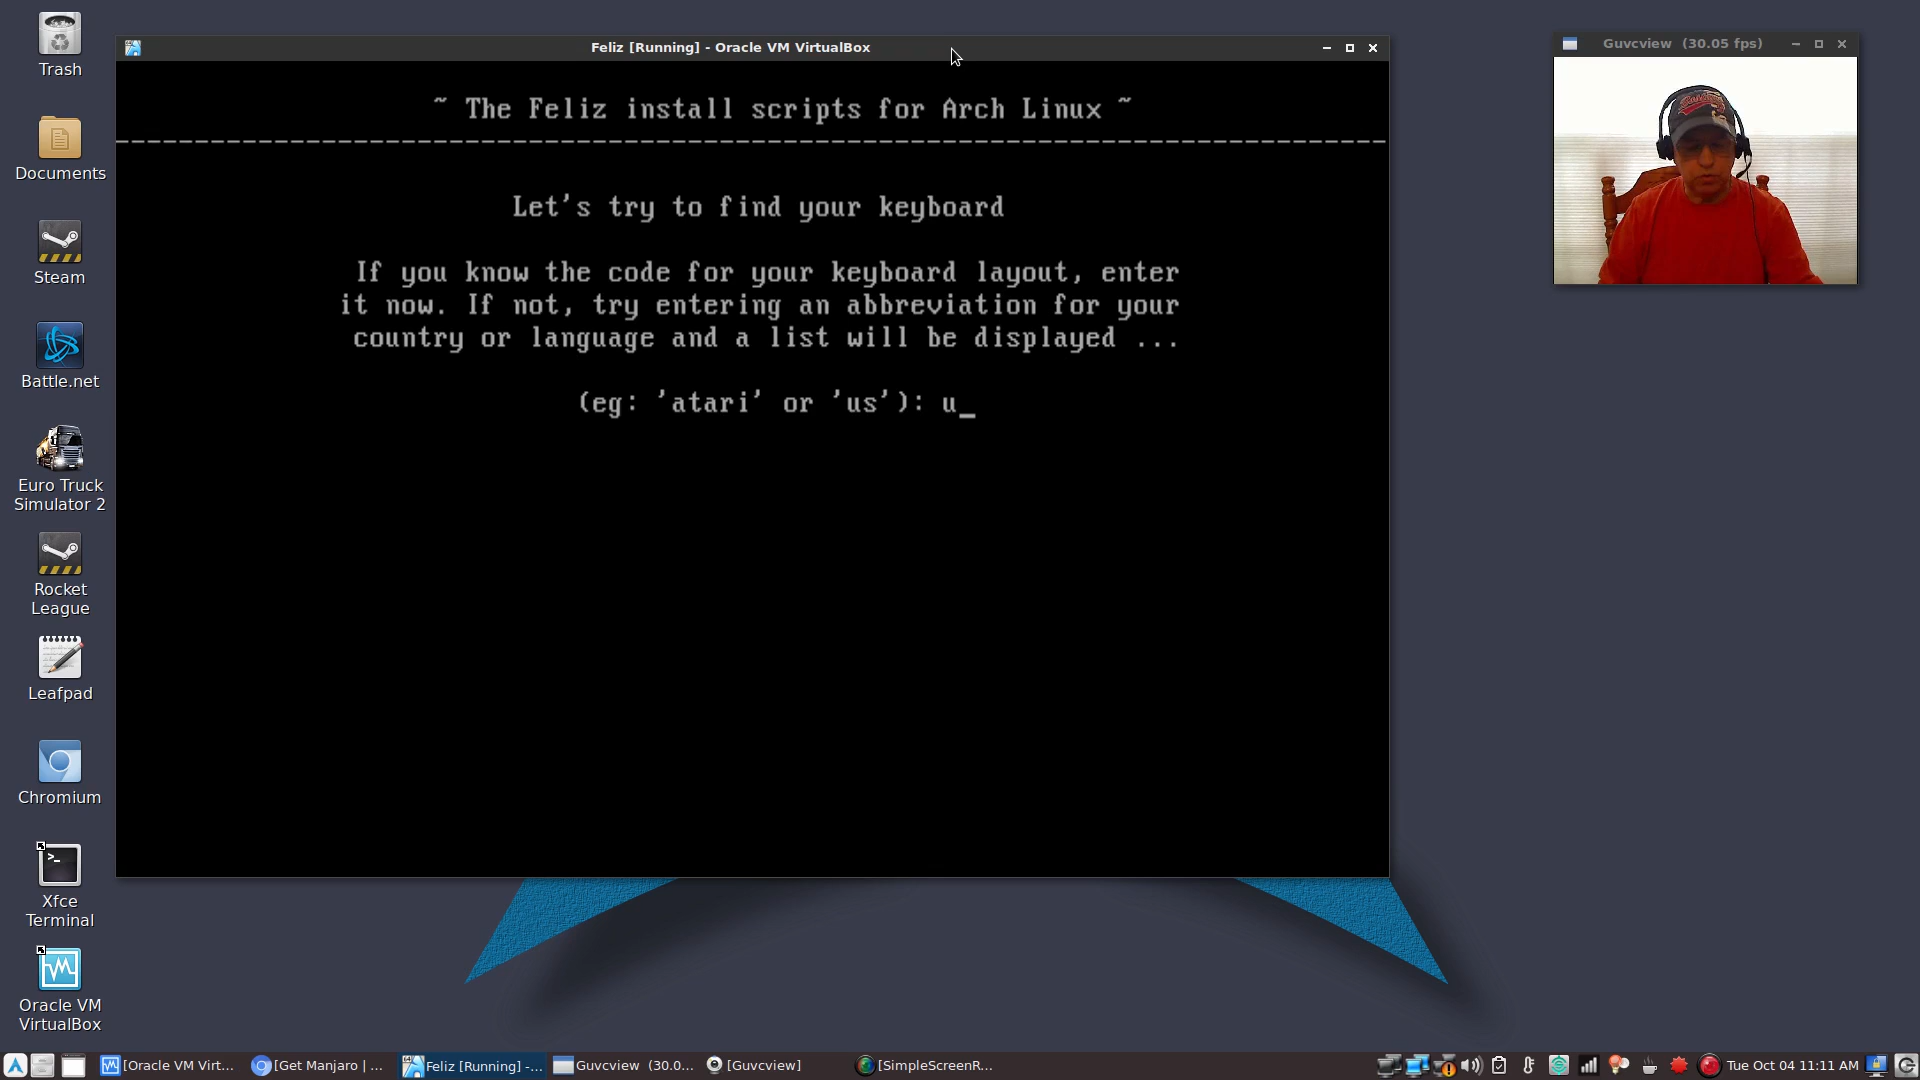 Trash
Documents
Steam
Battle.net
Euro Truck
Simulator 2
Rocket
League
Leafpad
Chromium
Xfce
Terminal
Oracle VM
VirtualBox
Feliz [Running] - Oracle VM VirtualBox
~ The Feliz install scripts for Arch Linux ~
Let's try to find your keyboard
If you know the code for your keyboard layout, enter
it now. If not, try entering an abbreviation for your
country or language and a list will be displayed ...
(eg: 'atari' or 'us'): u_
Guvcview (30.05 fps)
[Oracle VM Virt...
[Get Manjaro | ...
Feliz [Running] -...
Guvcview (30.0...
[Guvcview]
[SimpleScreenR...
Tue Oct 04 11:11 AM